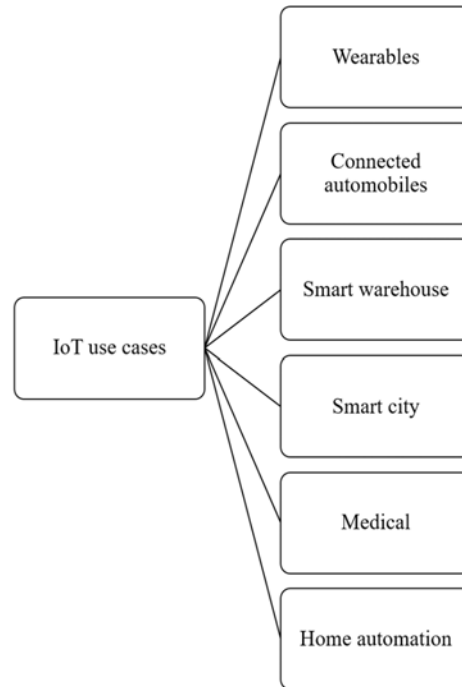 Wearables
Connected
automobiles
Smart warehouse
IoT use cases
Smart city
Medical
Home automation